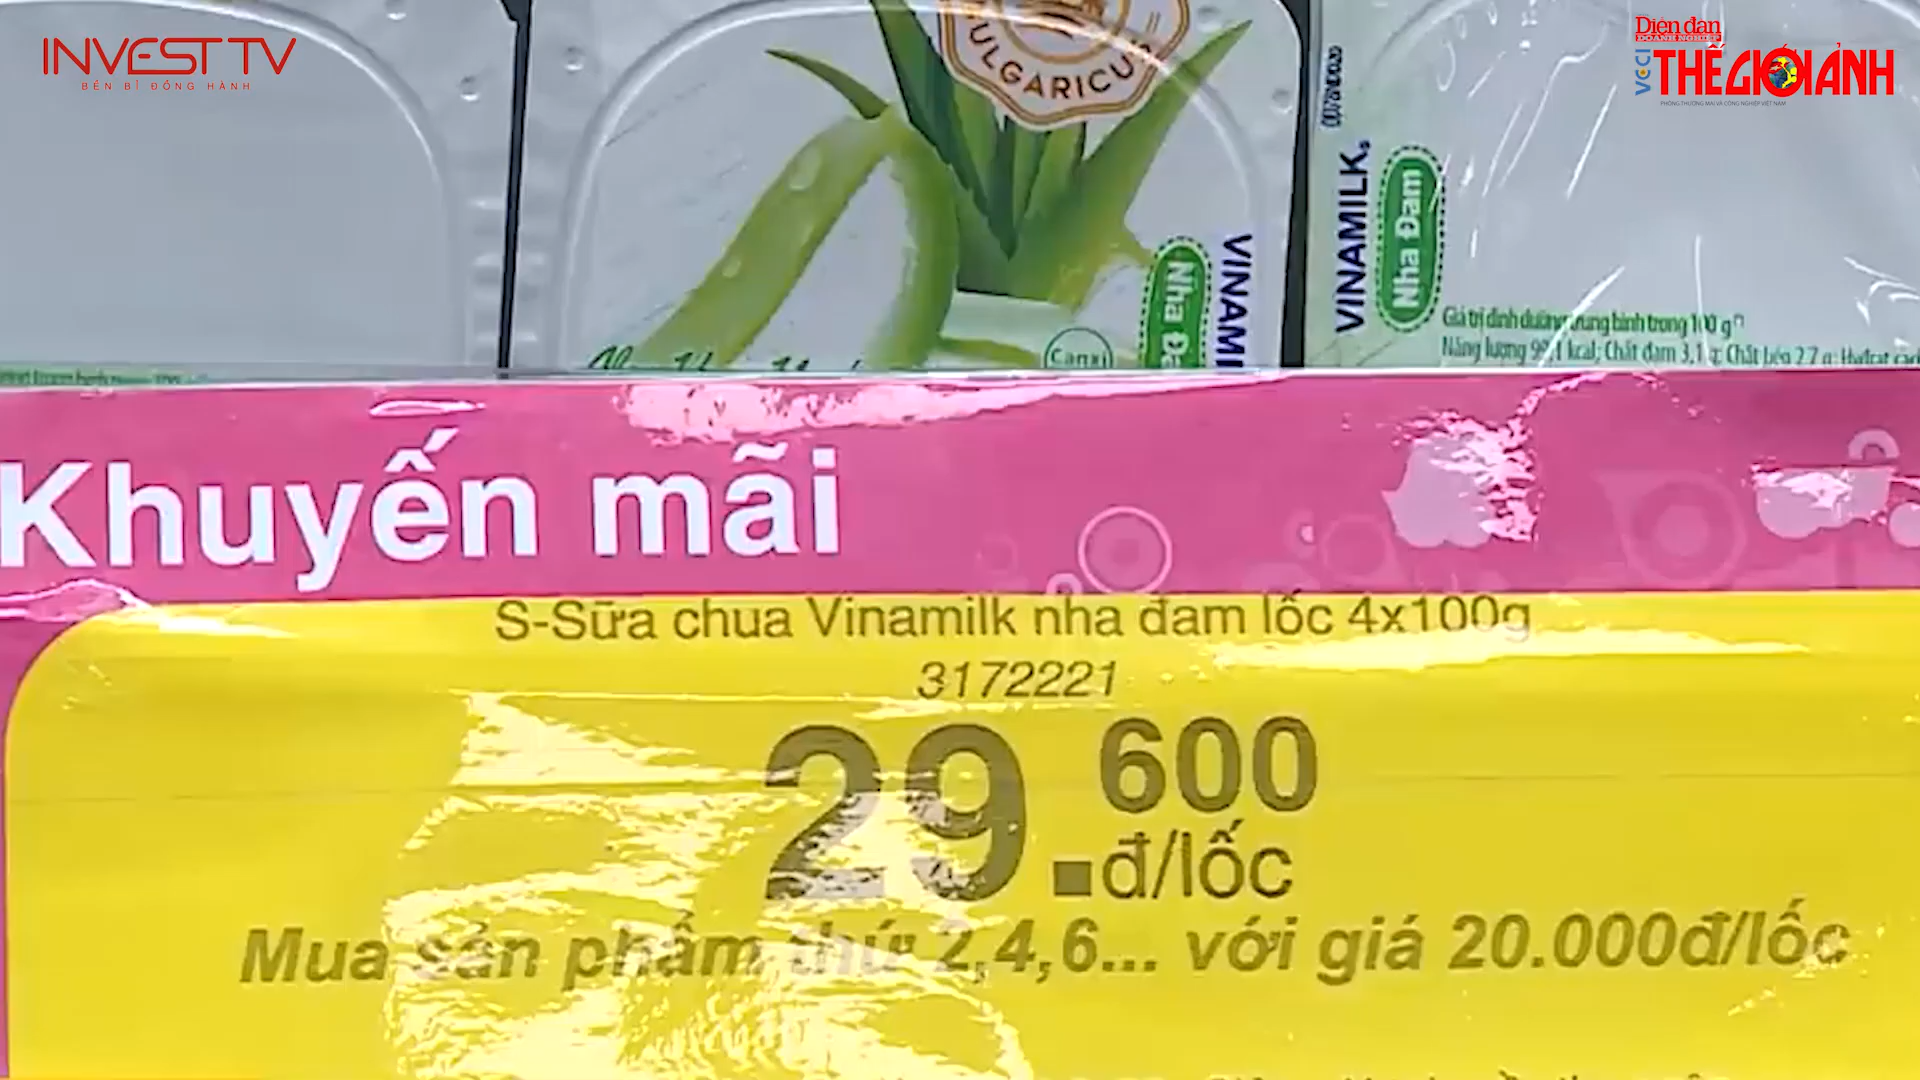 INVEST TV
BỀN BỈ ĐỒNG HÀNH
Diễn đàn
DOANH NGHIỆP
VCCI
THẾ GIỚI ẢNH
PHÒNG THƯƠNG MẠI VÀ CÔNG NGHIỆP VIỆT NAM
BULGARICUS
VINAMILK
Nha Đam
Canxi
VINAMILK
Nha Đam
Giá trị dinh dưỡng trung bình trong 100 g
Năng lượng 99,1 kcal; Chất đạm 3,1 g; Chất béo 2,7 g;
Khuyến mãi
S-Sữa chua Vinamilk nha đam lốc 4x100g
3172221
29.600
đ/lốc
Mua sản phẩm thứ 2,4,6... với giá 20.000đ/lốc